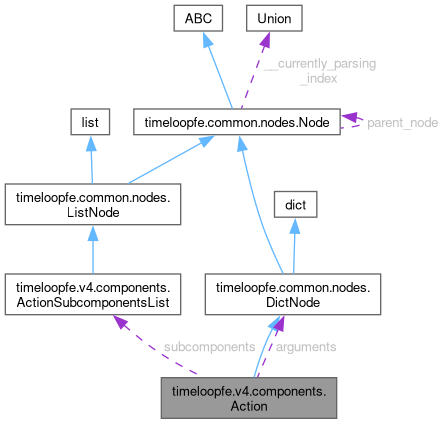 ABC
Union
__currently_parsing
_index
list
timeloopfe.common.nodes.Node
parent_node
timeloopfe.common.nodes.
ListNode
dict
timeloopfe.v4.components.
ActionSubcomponentsList
timeloopfe.common.nodes.
DictNode
subcomponents
arguments
timeloopfe.v4.components.
Action